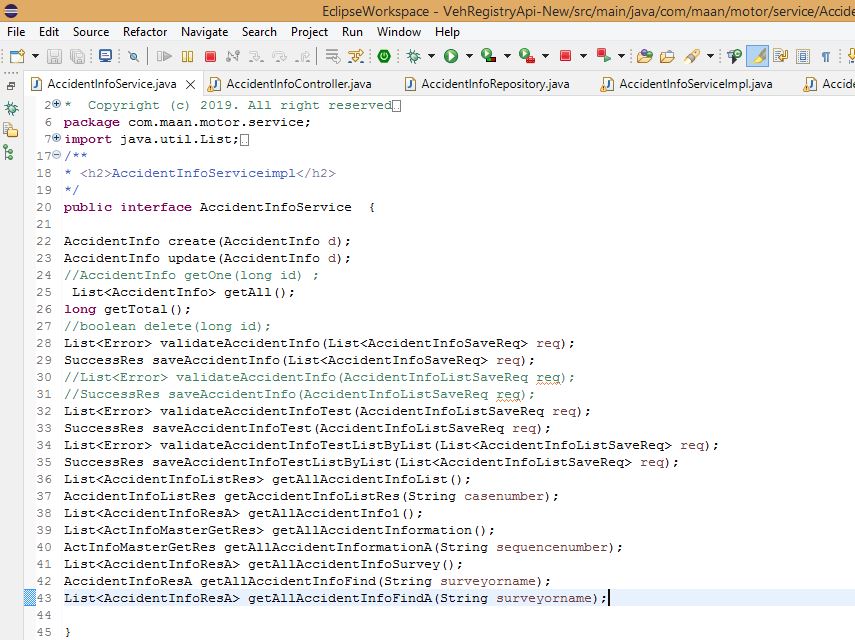 EclipseWorkspace - VehRegistryApi-New/src/main/java/com/maan/motor/service/Accide
File Edit Source Refactor Navigate Search Project Run Window Help
AccidentInfoService.java AccidentInfoController.java AccidentInfoRepository.java AccidentInfoServiceImpl.java Acciden
2 * Copyright (c) 2019. All right reserved
6 package com.maan.motor.service;
7 import java.util.List;
17 /**
18 * <h2>AccidentInfoServiceimpl</h2>
19 */
20 public interface AccidentInfoService {
21
22 AccidentInfo create(AccidentInfo d);
23 AccidentInfo update(AccidentInfo d);
24 //AccidentInfo getOne(long id) ;
25 List<AccidentInfo> getAll();
26 long getTotal();
27 //boolean delete(long id);
28 List<Error> validateAccidentInfo(List<AccidentInfoSaveReq> req);
29 SuccessRes saveAccidentInfo(List<AccidentInfoSaveReq> req);
30 //List<Error> validateAccidentInfo(AccidentInfoListSaveReq req);
31 //SuccessRes saveAccidentInfo(AccidentInfoListSaveReq req);
32 List<Error> validateAccidentInfoTest(AccidentInfoListSaveReq req);
33 SuccessRes saveAccidentInfoTest(AccidentInfoListSaveReq req);
34 List<Error> validateAccidentInfoTestListByList(List<AccidentInfoListSaveReq> req);
35 SuccessRes saveAccidentInfoTestListByList(List<AccidentInfoListSaveReq> req);
36 List<AccidentInfoListRes> getAllAccidentInfoList();
37 AccidentInfoListRes getAccidentInfoListRes(String casenumber);
38 List<AccidentInfoResA> getAllAccidentInfo1();
39 List<ActInfoMasterGetRes> getAllAccidentInformation();
40 ActInfoMasterGetRes getAllAccidentInformationA(String sequencenumber);
41 List<AccidentInfoResA> getAllAccidentInfoSurvey();
42 AccidentInfoResA getAllAccidentInfoFind(String surveyorname);
43 List<AccidentInfoResA> getAllAccidentInfoFindA(String surveyorname);
44
45 }